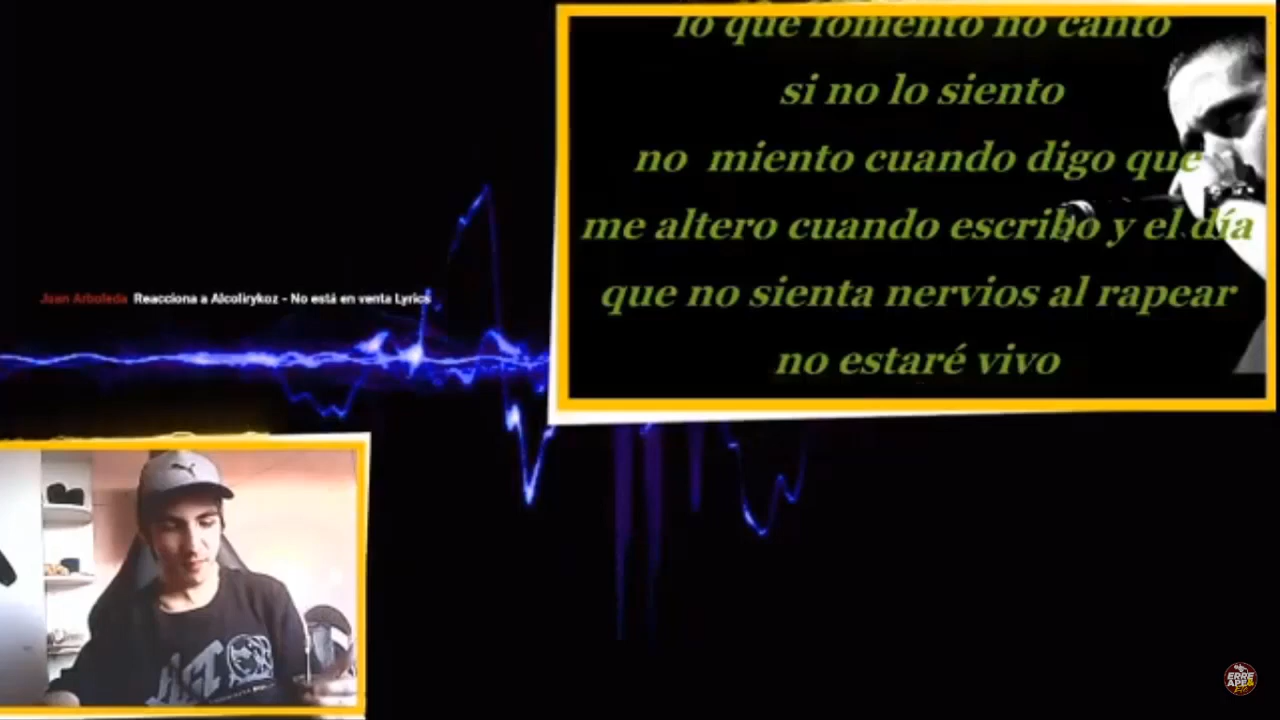 lo que fomento no canto
si no lo siento
no miento cuando digo que
me altero cuando escribo y el día
que no sienta nervios al rapear
no estaré vivo
Juan Arboleda Reacciona a Alcolirykoz - No está en venta Lyrics
ERRE
APE&